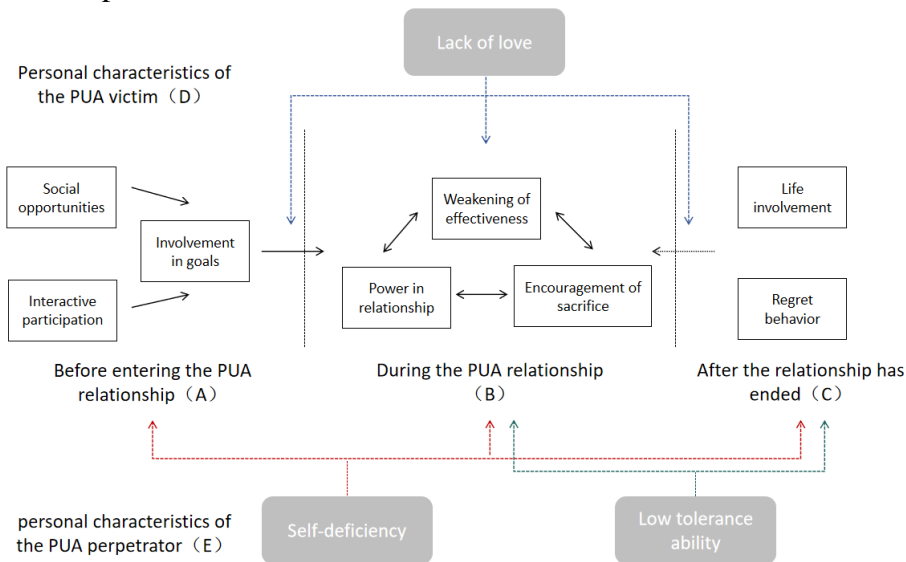 Lack of love
Personal characteristics of
the PUA victim（D）
Social
opportunities
Involvement
in goals
Interactive
participation
Weakening of
effectiveness
Power in
relationship
Encouragement of
sacrifice
Life
involvement
Regret
behavior
Before entering the PUA
relationship（A）
During the PUA relationship
（B）
After the relationship has
ended（C）
personal characteristics of
the PUA perpetrator（E）
Self-deficiency
Low tolerance
ability